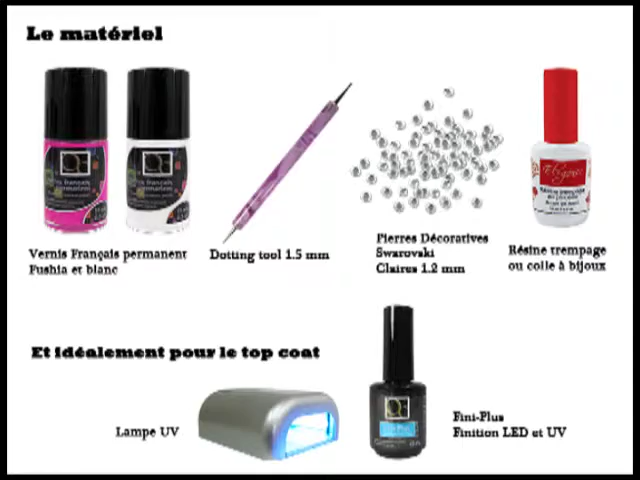 Le matériel
Vernis Français permanent
Fushia et blanc
Dotting tool 1.5 mm
Pierres Décoratives
Swarovski
Claires 1.2 mm
Résine trempage
ou colle à bijoux
Et idéalement pour le top coat
Lampe UV
Fini-Plus
Finition LED et UV